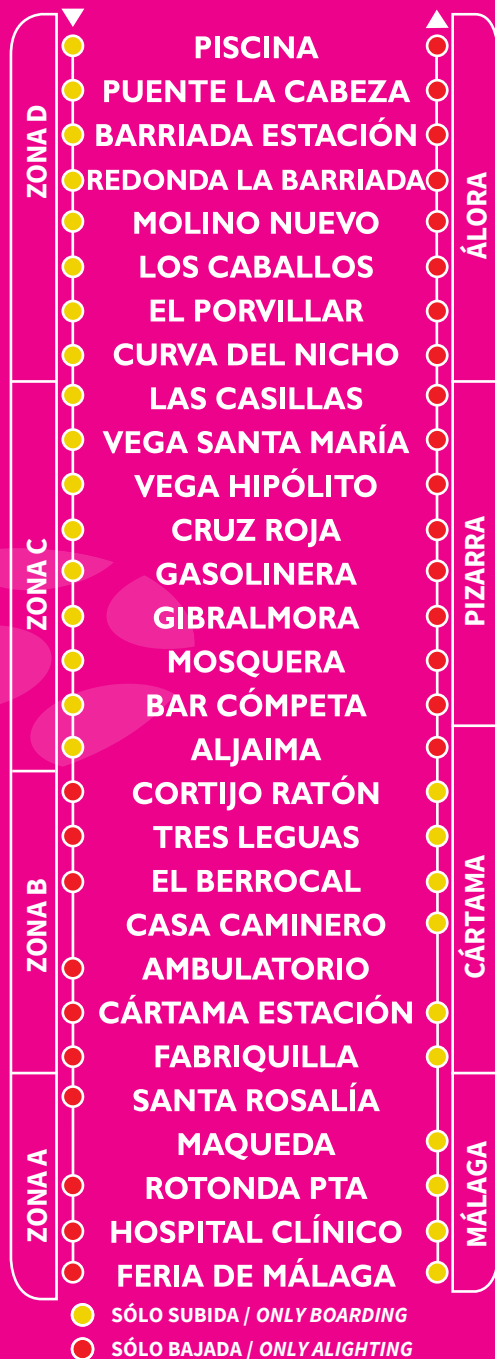 PISCINA
PUENTE LA CABEZA
BARRIADA ESTACIÓN
REDONDA LA BARRIADA
MOLINO NUEVO
LOS CABALLOS
EL PORVILLAR
CURVA DEL NICHO
LAS CASILLAS
VEGA SANTA MARÍA
VEGA HIPÓLITO
CRUZ ROJA
GASOLINERA
GIBRALMORA
MOSQUERA
BAR CÓMPETA
ALJAIMA
CORTIJO RATÓN
TRES LEGUAS
EL BERROCAL
CASA CAMINERO
AMBULATORIO
CÁRTAMA ESTACIÓN
FABRIQUILLA
SANTA ROSALÍA
MAQUEDA
ROTONDA PTA
HOSPITAL CLÍNICO
FERIA DE MÁLAGA
ZONA D
ZONA C
ZONA B
ZONA A
ÁLORA
PIZARRA
CÁRTAMA
MÁLAGA
SÓLO SUBIDA / ONLY BOARDING
SÓLO BAJADA / ONLY ALIGHTING